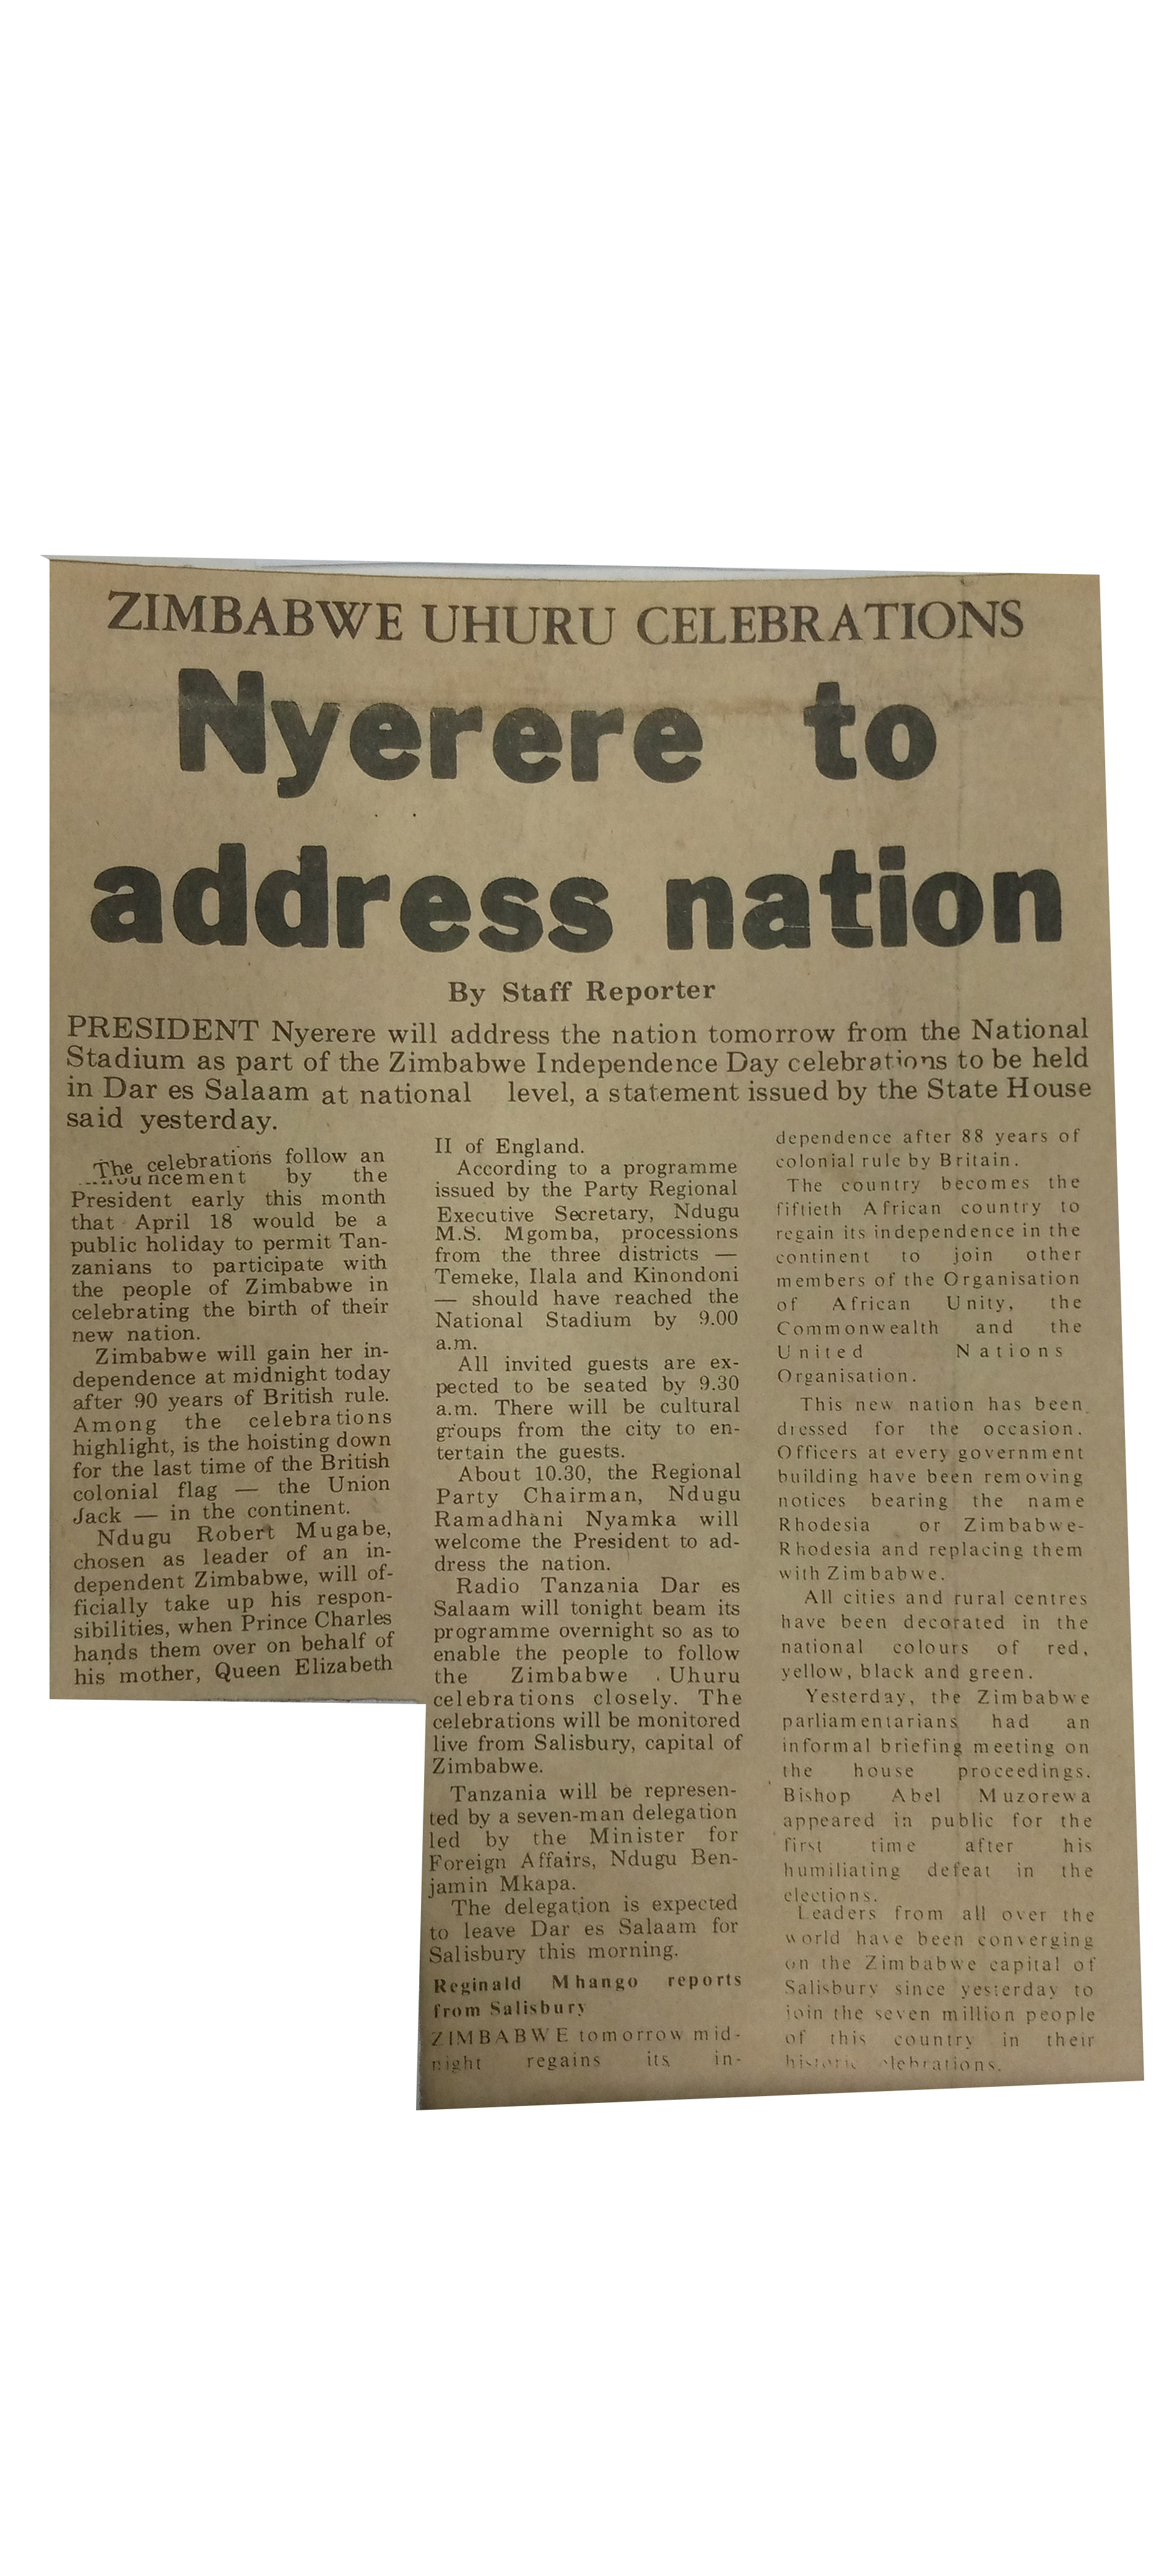 ZIMBABWE UHURU CELEBRATIONS
Nyerere to
address nation
By Staff Reporter
PRESIDENT Nyerere will address the nation tomorrow from the National
Stadium as part of the Zimbabwe Independence Day celebrations to be held
in Dar es Salaam at national level, a statement issued by the State House
said yesterday.
The celebrations follow an
by the
President early this month
that April 18 would be a
public holiday to permit Tan-
zanians to participate with
the people of Zimbabwe in
celebrating the birth of their
new nation.
Zimbabwe will gain her in-
dependence at midnight today
after 90 years of British rule.
Among the celebrations
highlight, is the hoisting down
for the last time of the British
colonial flag — the Union
Jack — in the continent.
Ndugu Robert Mugabe,
chosen as leader of an in-
dependent Zimbabwe, will of-
ficially take up his respon-
sibilities, when Prince Charles
hands them over on behalf of
his mother, Queen Elizabeth
II of England.
According to a programme
issued by the Party Regional
Executive Secretary, Ndugu
M.S. Mgomba, processions
from the three districts —
Temeke, Ilala and Kinondoni
— should have reached the
National Stadium by 9.00
a.m.
All invited guests are ex-
pected to be seated by 9.30
a.m. There will be cultural
groups from the city to en-
tertain the guests.
About 10.30, the Regional
Party Chairman, Ndugu
Ramadhani Nyamka will
welcome the President to ad-
dress the nation.
Radio Tanzania Dar es
Salaam will tonight beam its
programme overnight so as to
enable the people to follow
the Zimbabwe Uhuru
celebrations closely. The
celebrations will be monitored
live from Salisbury, capital of
Zimbabwe.
Tanzania will be represen-
ted by a seven-man delegation
led by the Minister for
Foreign Affairs, Ndugu Ben-
jamin Mkapa.
The delegation is expected
to leave Dar es Salaam for
Salisbury this morning.
Reginald Mhango reports
from Salisbury
ZIMBABWE tomorrow mid-
night regains its in-
dependence after 88 years of
colonial rule by Britain.
The country becomes the
fiftieth African country to
regain its independence in the
continent to join other
members of the Organisation
of African Unity, the
Commonwealth and the
United Nations
Organisation.
This new nation has been
dressed for the occasion.
Officers at every government
building have been removing
notices bearing the name
Rhodesia or Zimbabwe-
Rhodesia and replacing them
with Zimbabwe.
All cities and rural centres
have been decorated in the
national colours of red,
yellow, black and green.
Yesterday, the Zimbabwe
parliamentarians had an
informal briefing meeting on
the house proceedings.
Bishop Abel Muzorewa
appeared in public for the
first time after his
humiliating defeat in the
elections.
Leaders from all over the
world have been converging
on the Zimbabwe capital of
Salisbury since yesterday to
join the seven million people
of this country in their